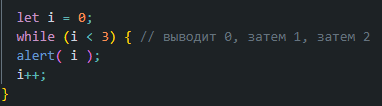 let i = 0;
while (i < 3) { // выводит 0, затем 1, затем 2
alert( i );
i++;
}